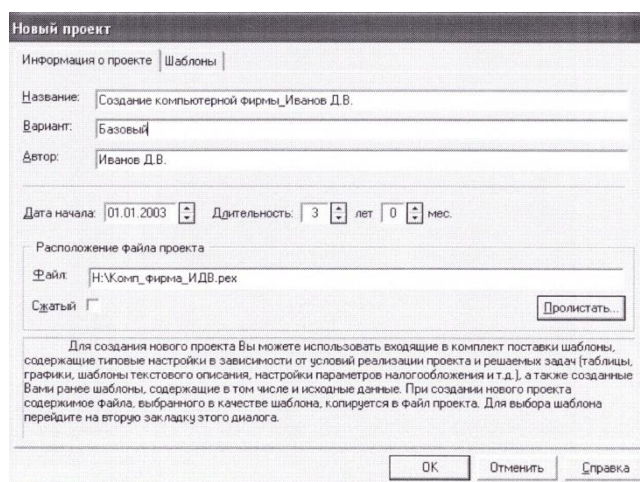 Новый проект
Информация о проекте Шаблоны
Название: Создание компьютерной фирмы_Иванов Д.В.
Вариант: Базовый
Автор: Иванов Д.В.
Дата начала: 01.01.2003 Длительность: 3 лет 0 мес.
Расположение файла проекта
Файл: H:\Комп_фирма_ИДВ.pex
Сжатый Пролистать...
Для создания нового проекта Вы можете использовать входящие в комплект поставки шаблоны,
содержащие типовые настройки в зависимости от условий реализации проекта и решаемых задач (таблицы,
графики, шаблоны текстового описания, настройки параметров налогообложения и т.д.), а также созданные
Вами ранее шаблоны, содержащие в том числе и исходные данные. При создании нового проекта
содержимое файла, выбранного в качестве шаблона, копируется в файл проекта. Для выбора шаблона
перейдите на вторую закладку этого диалога.
OK Отменить Справка